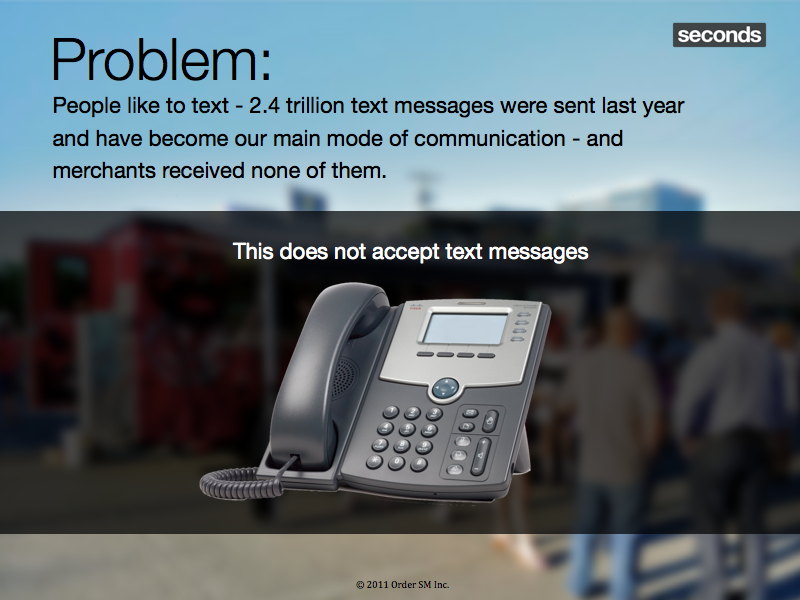 seconds
Problem:
People like to text - 2.4 trillion text messages were sent last year
and have become our main mode of communication - and
merchants received none of them.
This does not accept text messages
© 2011 Order SM Inc.